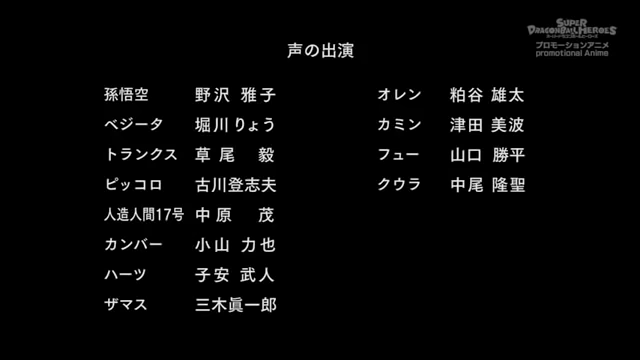 SUPER
DRAGONBALL HEROES
プロモーションアニメ
promotional Anime
声の出演
孫悟空 野沢 雅子
ベジータ 堀川りょう
トランクス 草尾 毅
ピッコロ 古川登志夫
人造人間17号 中原 茂
カンバー 小山 力也
ハーツ 子安 武人
ザマス 三木眞一郎
オレン 粕谷 雄太
カミン 津田 美波
フュー 山口 勝平
クウラ 中尾 隆聖